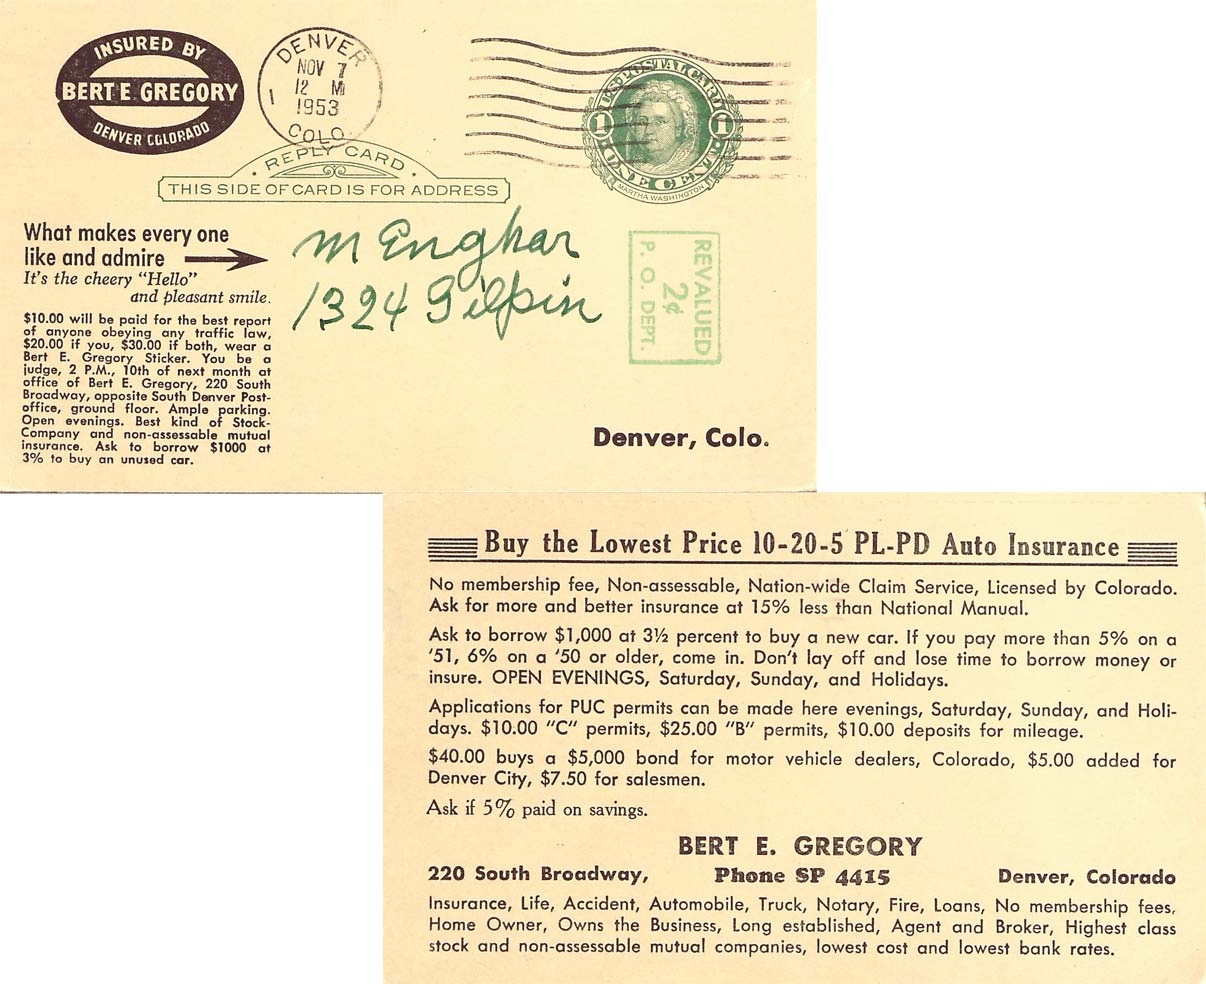 INSURED BY
BERT E. GREGORY
DENVER COLORADO
DENVER
NOV 7
12 M
1
1953
COLO.
U.S. POSTAL CARD
1 1
ONE CENT
MARTHA WASHINGTON
REPLY CARD
THIS SIDE OF CARD IS FOR ADDRESS
What makes every one
like and admire
It's the cheery "Hello"
and pleasant smile.
$10.00 will be paid for the best report
of anyone obeying any traffic law,
$20.00 if you, $30.00 if both, wear a
Bert E. Gregory Sticker. You be a
judge, 2 P.M., 10th of next month at
office of Bert E. Gregory, 220 South
Broadway, opposite South Denver Post-
office, ground floor. Ample parking.
Open evenings. Best kind of Stock-
Company and non-assessable mutual
insurance. Ask to borrow $1000 at
3% to buy an unused car.
M Enghar
1324 Gilpin
REVALUED
2¢
P. O. DEPT.
Denver, Colo.
Buy the Lowest Price 10-20-5 PL-PD Auto Insurance
No membership fee, Non-assessable, Nation-wide Claim Service, Licensed by Colorado.
Ask for more and better insurance at 15% less than National Manual.
Ask to borrow $1,000 at 3½ percent to buy a new car. If you pay more than 5% on a
'51, 6% on a '50 or older, come in. Don't lay off and lose time to borrow money or
insure. OPEN EVENINGS, Saturday, Sunday, and Holidays.
Applications for PUC permits can be made here evenings, Saturday, Sunday, and Holi-
days. $10.00 "C" permits, $25.00 "B" permits, $10.00 deposits for mileage.
$40.00 buys a $5,000 bond for motor vehicle dealers, Colorado, $5.00 added for
Denver City, $7.50 for salesmen.
Ask if 5% paid on savings.
BERT E. GREGORY
220 South Broadway, Phone SP 4415 Denver, Colorado
Insurance, Life, Accident, Automobile, Truck, Notary, Fire, Loans, No membership fees,
Home Owner, Owns the Business, Long established, Agent and Broker, Highest class
stock and non-assessable mutual companies, lowest cost and lowest bank rates.